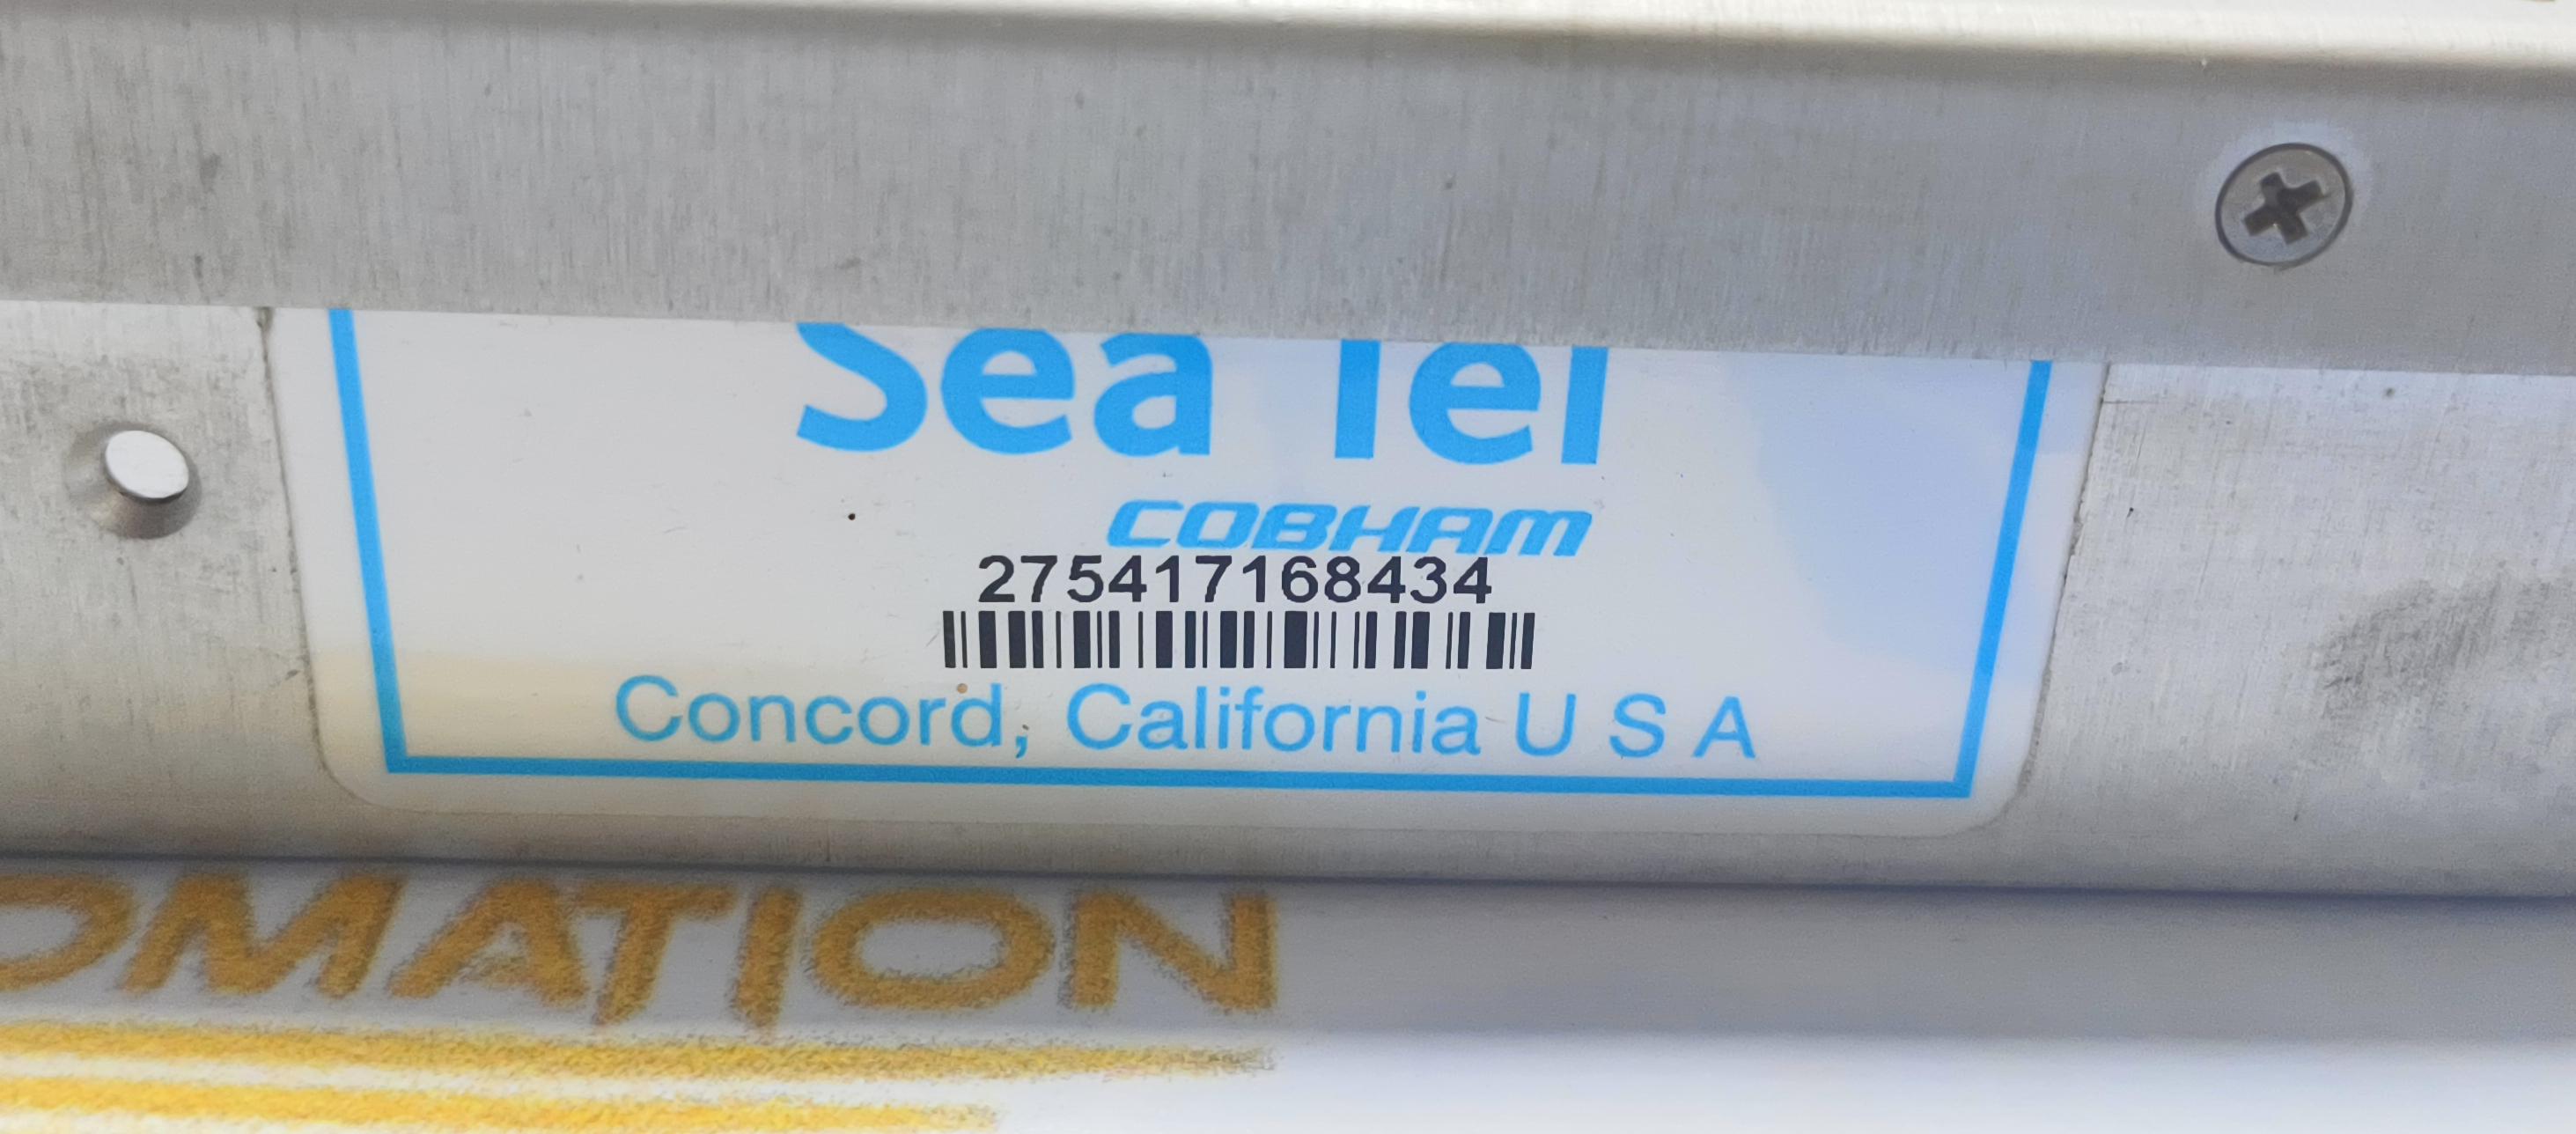 Sea Tel
COBHAM
275417168434
Concord, California U S A
OMATION